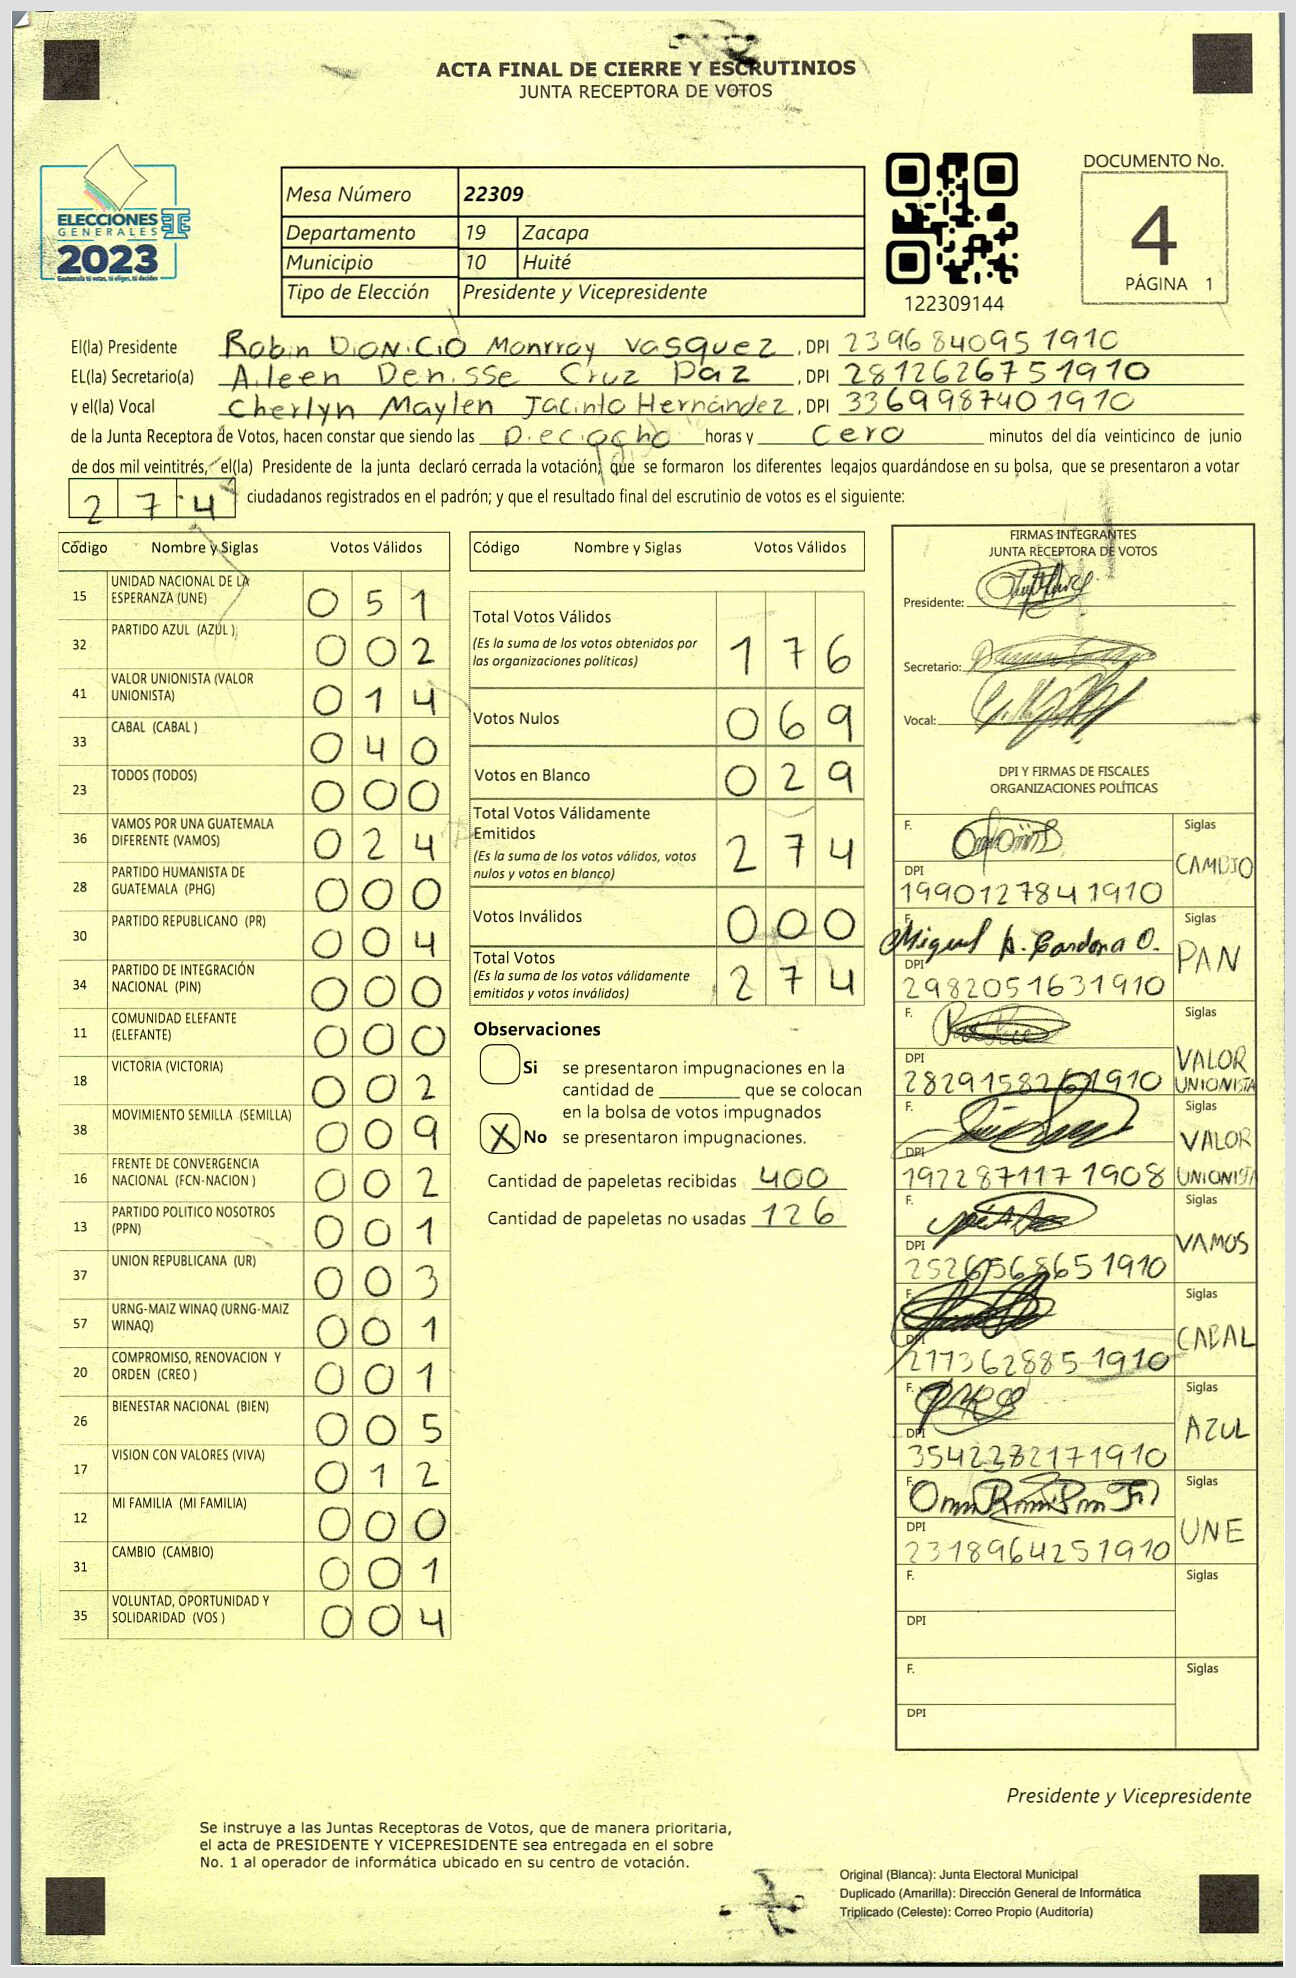 ACTA FINAL DE CIERRE Y ESCRUTINIOS
JUNTA RECEPTORA DE VOTOS
ELECCIONES
GENERALES
2023
Guatemala tú votas, tú eliges, tú decides
Mesa Número 22309
Departamento 19 Zacapa
Municipio 10 Huité
Tipo de Elección Presidente y Vicepresidente
122309144
DOCUMENTO No.
4
PÁGINA 1
El(la) Presidente Robin DIONICIO Monrroy Vasquez, DPI 2396840951910
EL(la) Secretario(a) Aileen Denisse Cruz Paz, DPI 2812626751910
y el(la) Vocal Cherlyn Maylen Jacinto Hernández, DPI 3369987401910
de la Junta Receptora de Votos, hacen constar que siendo las Dieciocho horas y Cero minutos del día veinticinco de junio
de dos mil veintitrés, el(la) Presidente de la junta declaró cerrada la votación; que se formaron los diferentes legajos guardándose en su bolsa, que se presentaron a votar
274 ciudadanos registrados en el padrón; y que el resultado final del escrutinio de votos es el siguiente:
Código Nombre y Siglas Votos Válidos
15 UNIDAD NACIONAL DE LA ESPERANZA (UNE) 051
32 PARTIDO AZUL (AZUL ) 002
41 VALOR UNIONISTA (VALOR UNIONISTA) 014
33 CABAL (CABAL ) 040
23 TODOS (TODOS) 000
36 VAMOS POR UNA GUATEMALA DIFERENTE (VAMOS) 024
28 PARTIDO HUMANISTA DE GUATEMALA (PHG) 000
30 PARTIDO REPUBLICANO (PR) 004
34 PARTIDO DE INTEGRACIÓN NACIONAL (PIN) 000
11 COMUNIDAD ELEFANTE (ELEFANTE) 000
18 VICTORIA (VICTORIA) 002
38 MOVIMIENTO SEMILLA (SEMILLA) 009
16 FRENTE DE CONVERGENCIA NACIONAL (FCN-NACION ) 002
13 PARTIDO POLITICO NOSOTROS (PPN) 001
37 UNION REPUBLICANA (UR) 003
57 URNG-MAIZ WINAQ (URNG-MAIZ WINAQ) 001
20 COMPROMISO, RENOVACION Y ORDEN (CREO ) 001
26 BIENESTAR NACIONAL (BIEN) 005
17 VISION CON VALORES (VIVA) 012
12 MI FAMILIA (MI FAMILIA) 000
31 CAMBIO (CAMBIO) 001
35 VOLUNTAD, OPORTUNIDAD Y SOLIDARIDAD (VOS ) 004
Código Nombre y Siglas Votos Válidos
Total Votos Válidos 176
(Es la suma de los votos obtenidos por
las organizaciones políticas)
Votos Nulos 069
Votos en Blanco 029
Total Votos Válidamente
Emitidos 274
(Es la suma de los votos válidos, votos
nulos y votos en blanco)
Votos Inválidos 000
Total Votos 274
(Es la suma de los votos válidamente
emitidos y votos inválidos)
Observaciones
Si se presentaron impugnaciones en la
cantidad de ________ que se colocan
en la bolsa de votos impugnados
X No se presentaron impugnaciones.
Cantidad de papeletas recibidas 400
Cantidad de papeletas no usadas 126
FIRMAS INTEGRANTES
JUNTA RECEPTORA DE VOTOS
Presidente:
Secretario:
Vocal:
DPI Y FIRMAS DE FISCALES
ORGANIZACIONES POLÍTICAS
F. Siglas CAMBIO
DPI 1990127841910
F. Miguel A. Cardona O. Siglas PAN
DPI 2982051631910
F. Siglas VALOR UNIONISTA
DPI 2829158261910
F. Siglas VALOR UNIONISTA
DPI 1922871171908
F. Siglas VAMOS
DPI 2526568651910
F. Siglas CABAL
DPI 2173628851910
F. Siglas AZUL
DPI 3542382171910
F. Siglas UNE
DPI 2318964251910
F. Siglas
DPI
F. Siglas
DPI
Presidente y Vicepresidente
Se instruye a las Juntas Receptoras de Votos, que de manera prioritaria,
el acta de PRESIDENTE Y VICEPRESIDENTE sea entregada en el sobre
No. 1 al operador de informática ubicado en su centro de votación.
Original (Blanca): Junta Electoral Municipal
Duplicado (Amarilla): Dirección General de Informática
Triplicado (Celeste): Correo Propio (Auditoría)